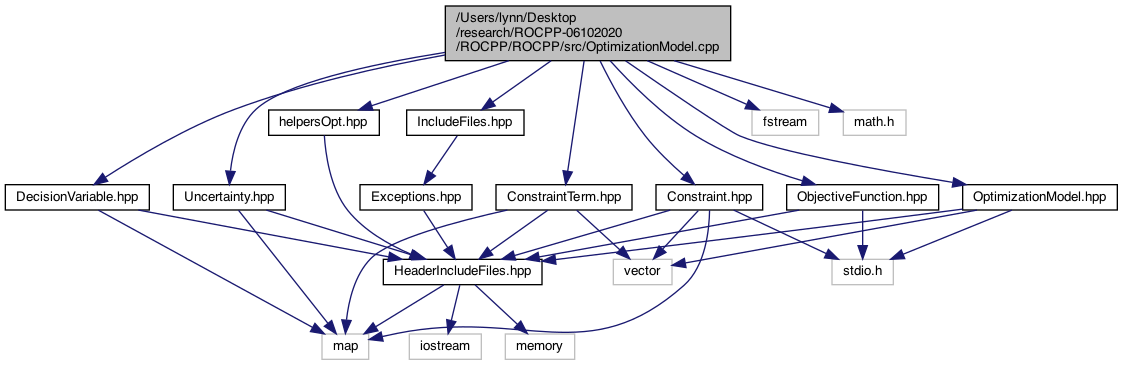 /Users/lynn/Desktop
/research/ROCPP-06102020
/ROCPP/ROCPP/src/OptimizationModel.cpp
helpersOpt.hpp
IncludeFiles.hpp
fstream
math.h
DecisionVariable.hpp
Uncertainty.hpp
Exceptions.hpp
ConstraintTerm.hpp
Constraint.hpp
ObjectiveFunction.hpp
OptimizationModel.hpp
HeaderIncludeFiles.hpp
vector
stdio.h
map
iostream
memory